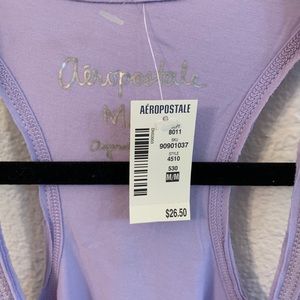 Aéropostale
M
AÉROPOSTALE
8011
SKU
90901037
STYLE
4510
530
M/M
$26.50